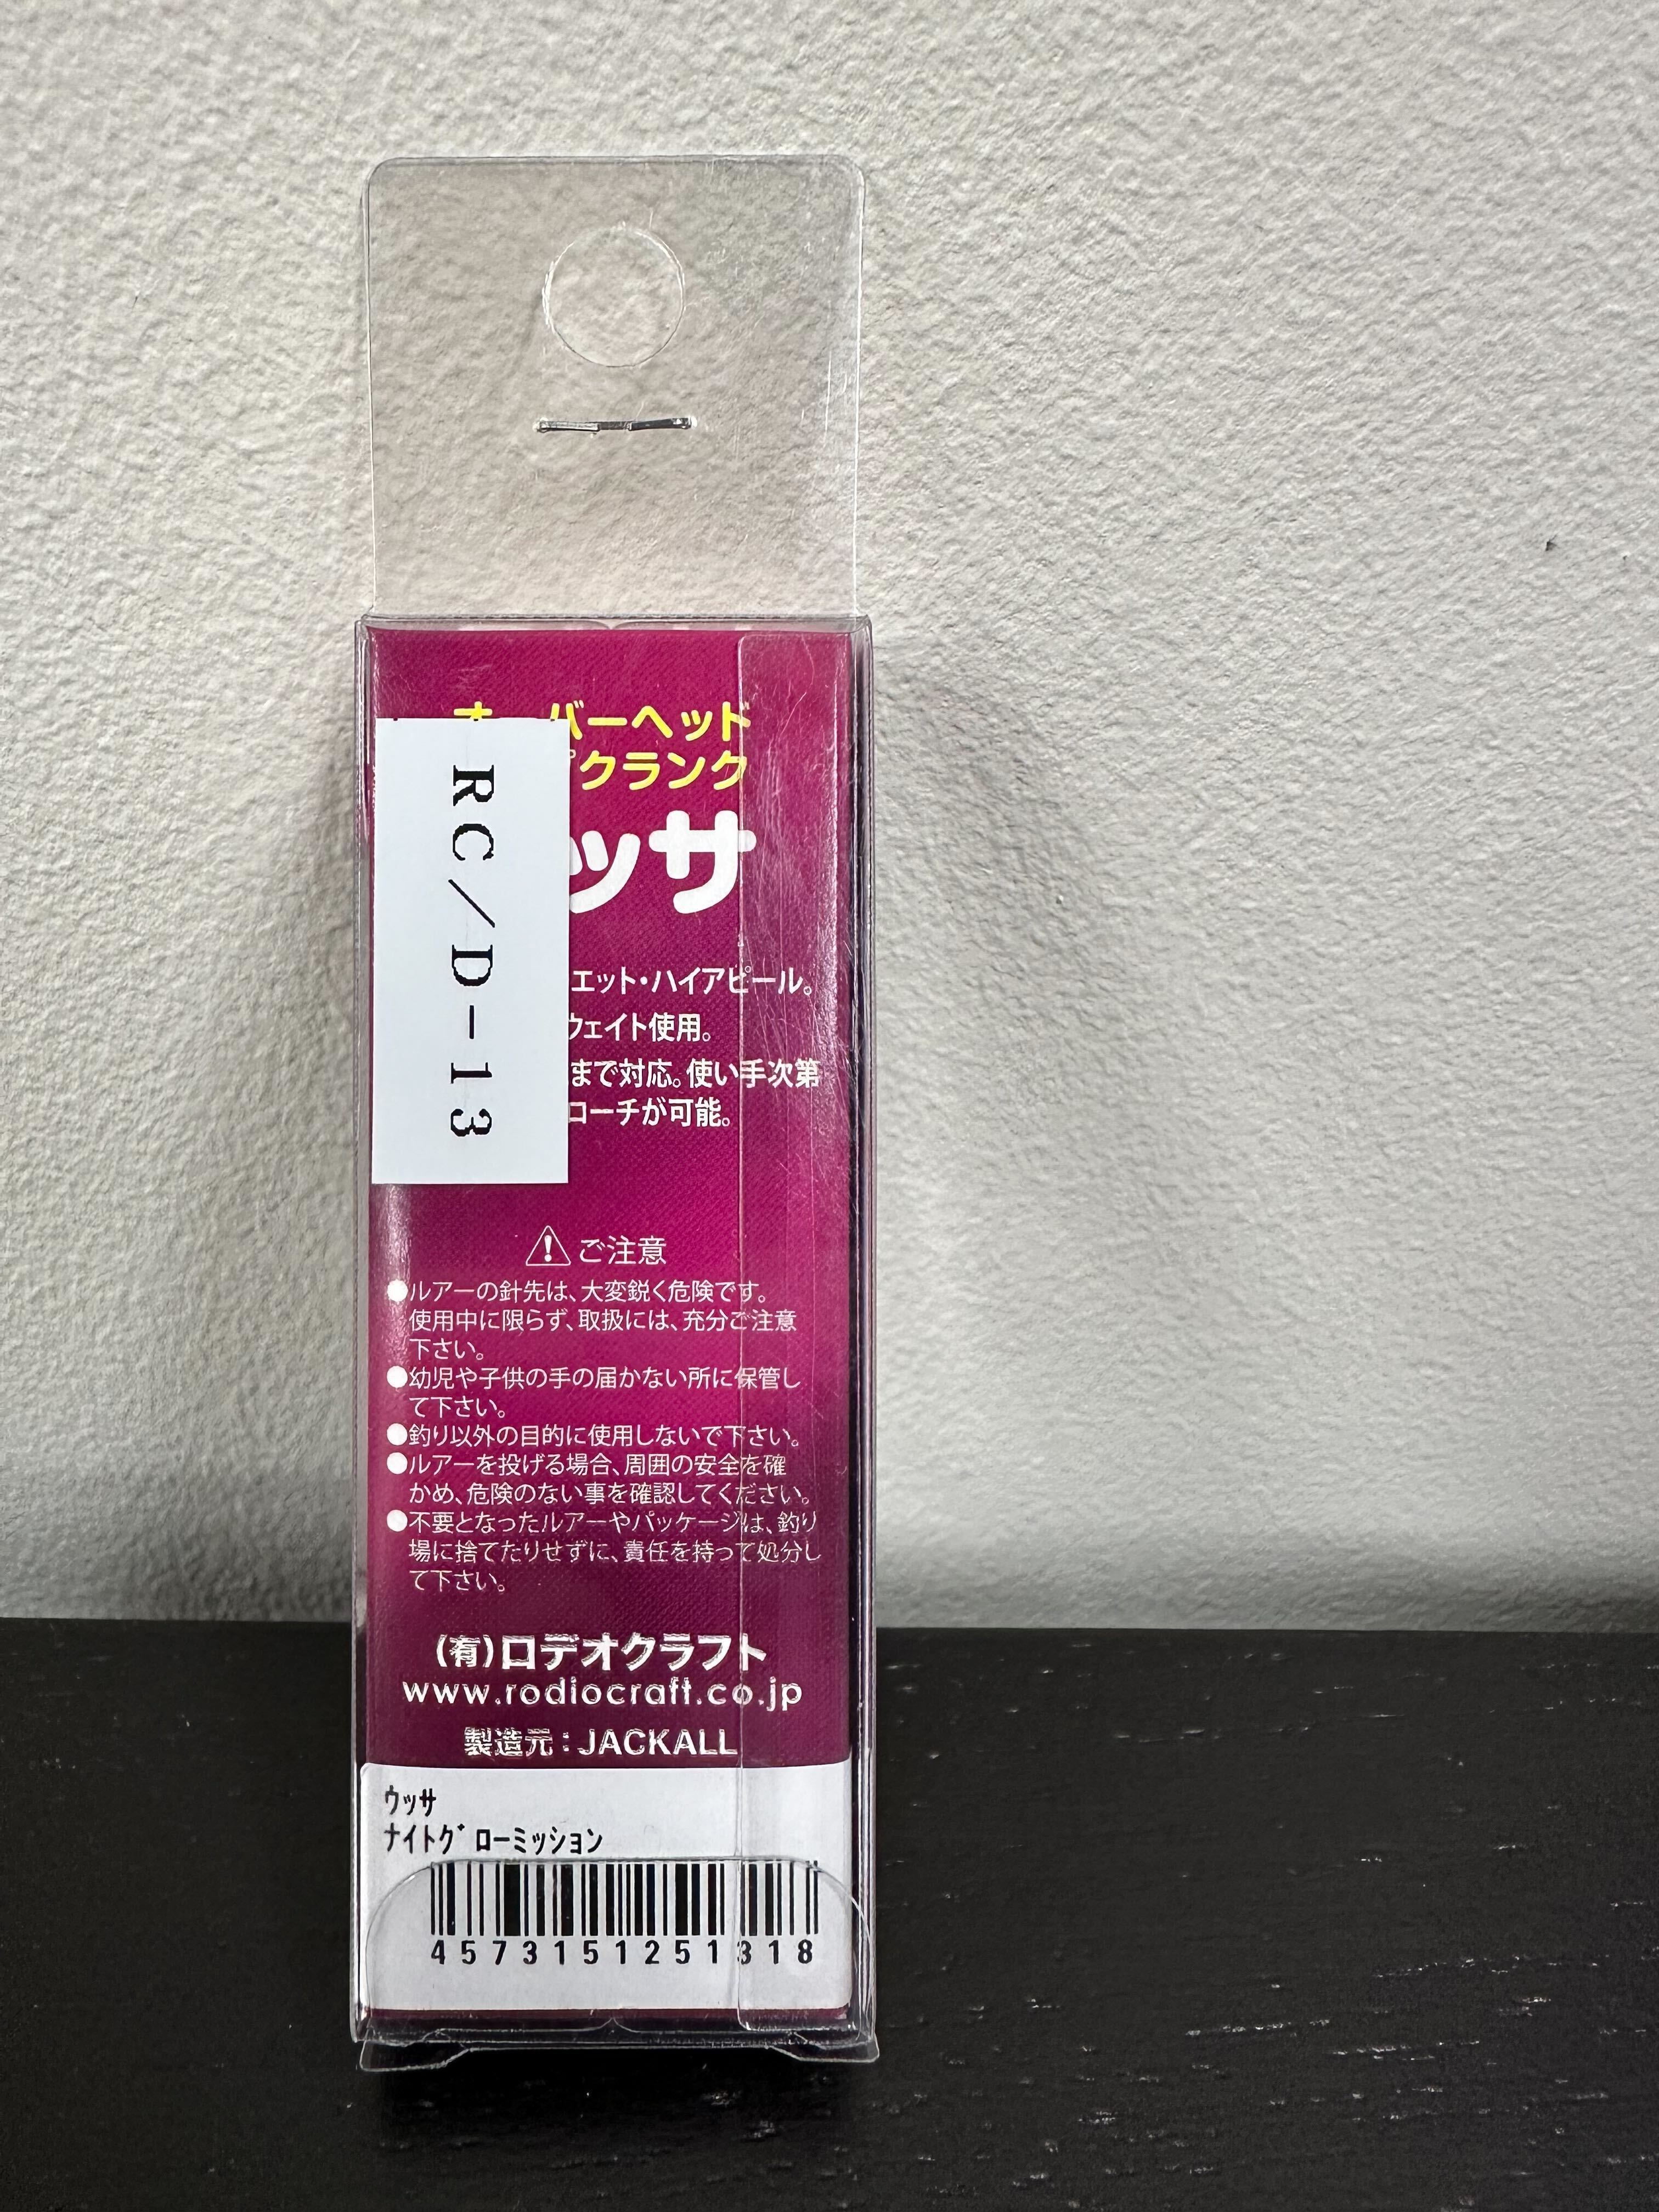 バーヘッド
クランク
ッサ
RC/D-13
エット・ハイアピール。
ウェイト使用。
まで対応。使い手次第
ローチが可能。
ご注意
●ルアーの針先は、大変鋭く危険です。
使用中に限らず、取扱には、充分ご注意
下さい。
●幼児や子供の手の届かない所に保管し
て下さい。
●釣り以外の目的に使用しないで下さい。
●ルアーを投げる場合、周囲の安全を確
かめ、危険のない事を確認してください。
●不要となったルアーやパッケージは、釣り
場に捨てたりせずに、責任を持って処分し
て下さい。
(有)ロデオクラフト
www.rodiocraft.co.jp
製造元：JACKALL
ウッサ
ナイトグローミッション
4573151251318